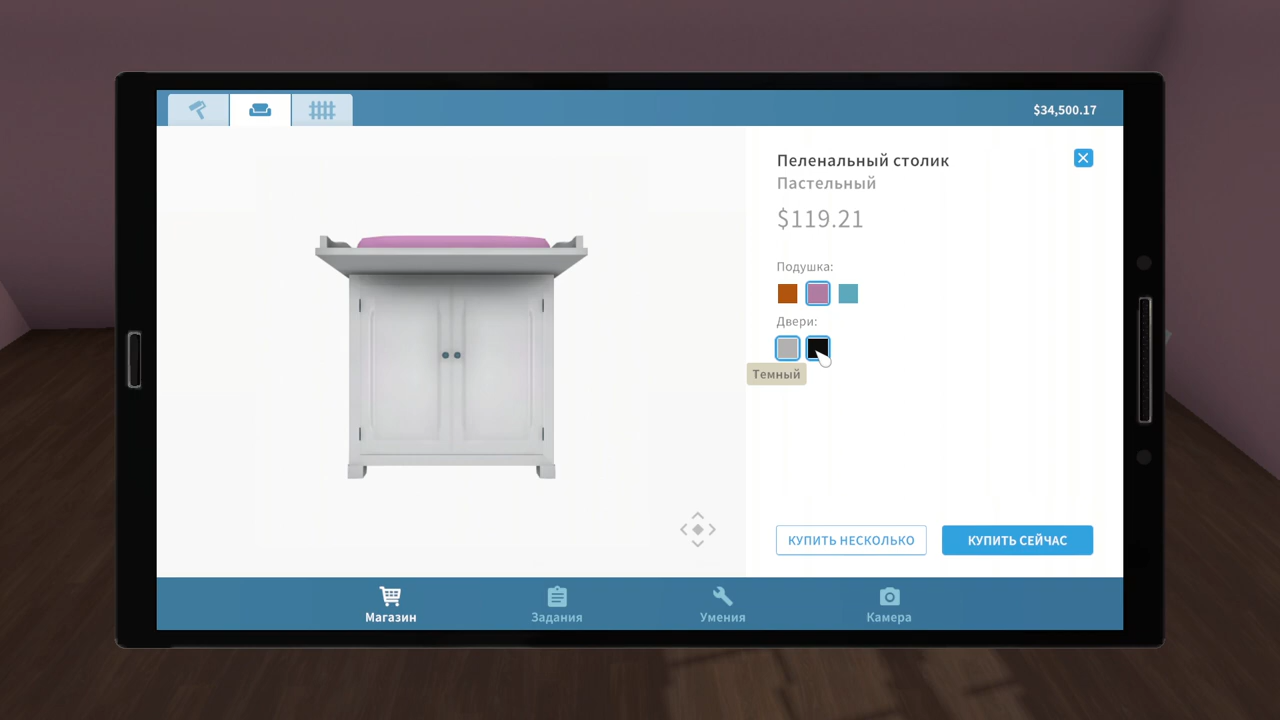 $34,500.17
Пеленальный столик
Пастельный
$119.21
Подушка:
Двери:
Темный
КУПИТЬ НЕСКОЛЬКО
КУПИТЬ СЕЙЧАС
Магазин
Задания
Умения
Камера